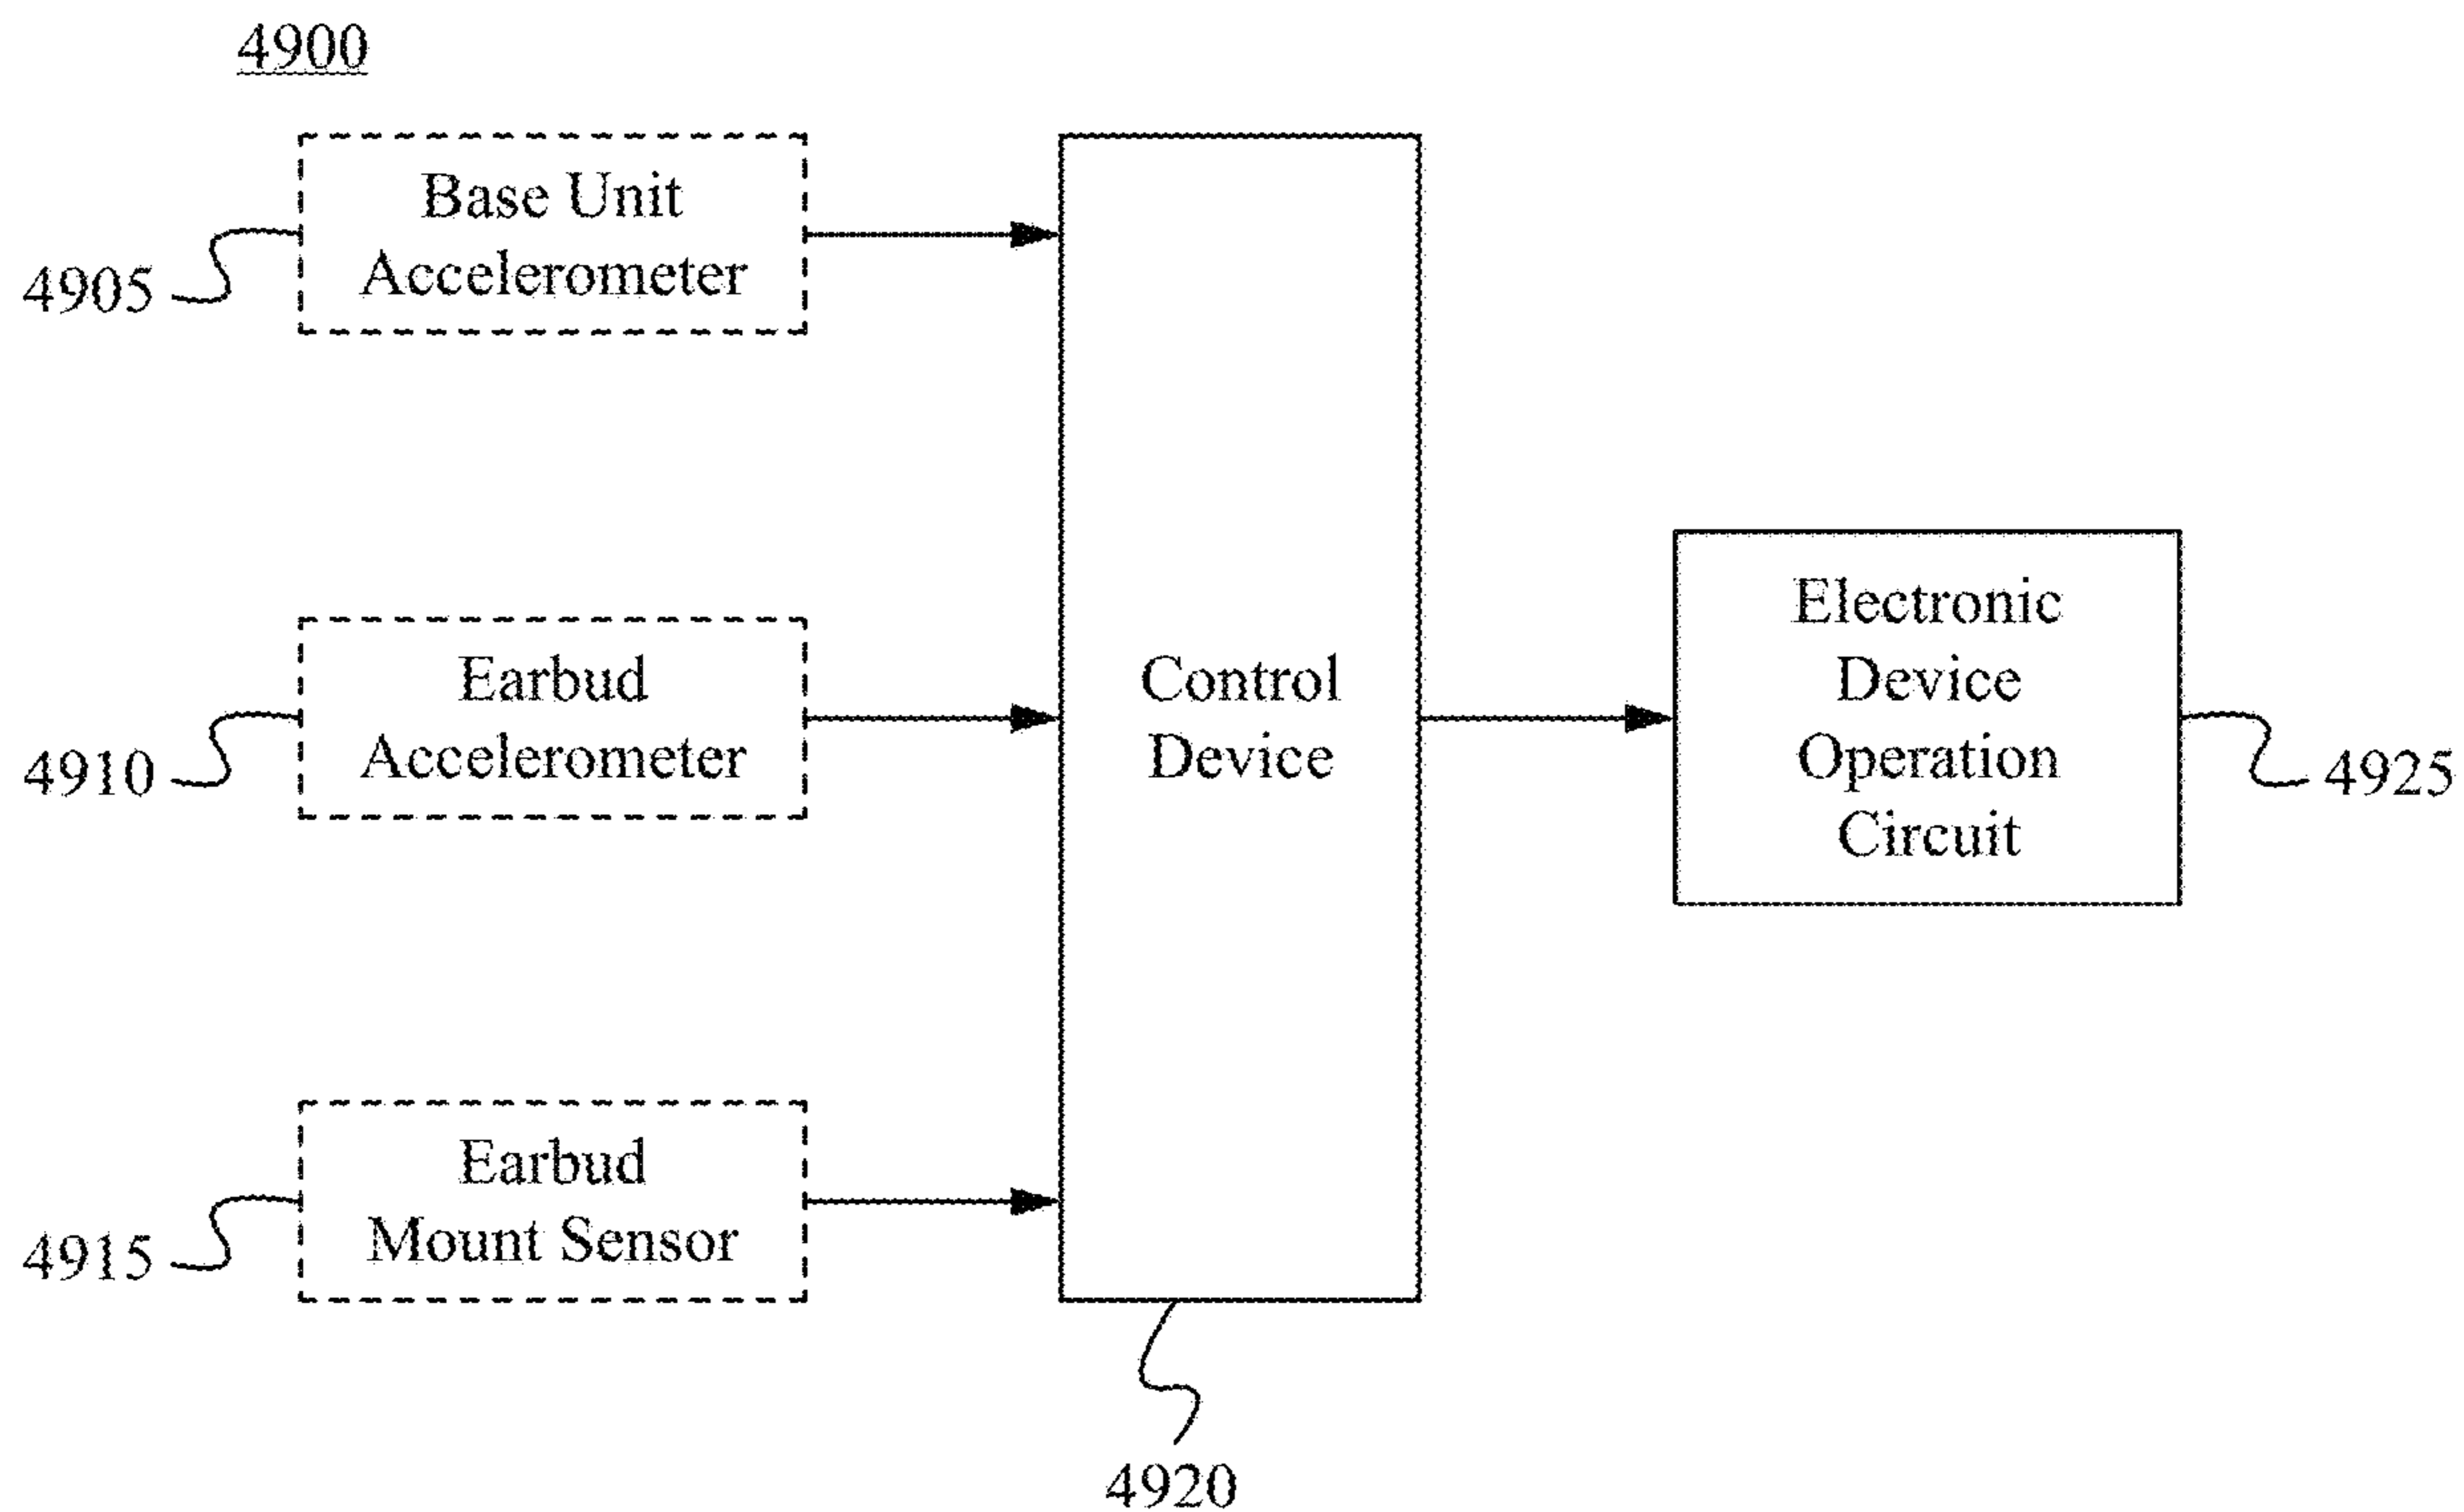 4900
Base Unit
Accelerometer
4905
Earbud
Accelerometer
4910
Earbud
Mount Sensor
4915
Control
Device
4920
Electronic
Device
Operation
Circuit
4925